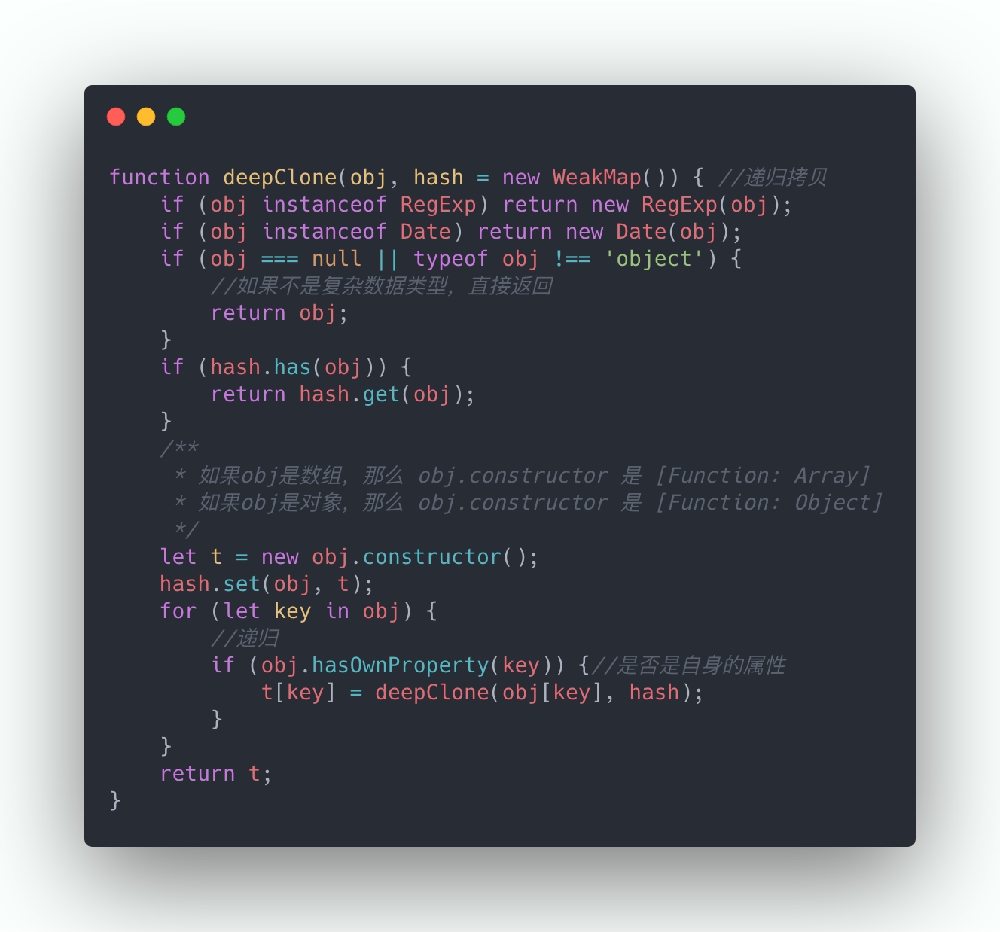 function deepClone(obj, hash = new WeakMap()) { //递归拷贝
    if (obj instanceof RegExp) return new RegExp(obj);
    if (obj instanceof Date) return new Date(obj);
    if (obj === null || typeof obj !== 'object') {
        //如果不是复杂数据类型，直接返回
        return obj;
    }
    if (hash.has(obj)) {
        return hash.get(obj);
    }
    /**
     * 如果obj是数组，那么 obj.constructor 是 [Function: Array]
     * 如果obj是对象，那么 obj.constructor 是 [Function: Object]
     */
    let t = new obj.constructor();
    hash.set(obj, t);
    for (let key in obj) {
        //递归
        if (obj.hasOwnProperty(key)) {//是否是自身的属性
            t[key] = deepClone(obj[key], hash);
        }
    }
    return t;
}